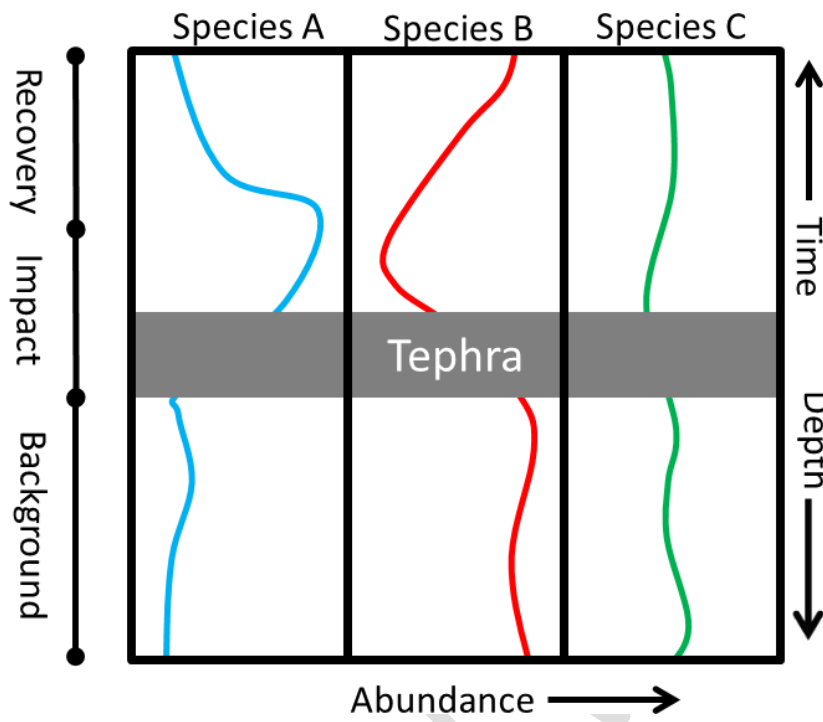 Species A
Species B
Species C
Recovery
Impact
Background
Tephra
Time
Depth
Abundance